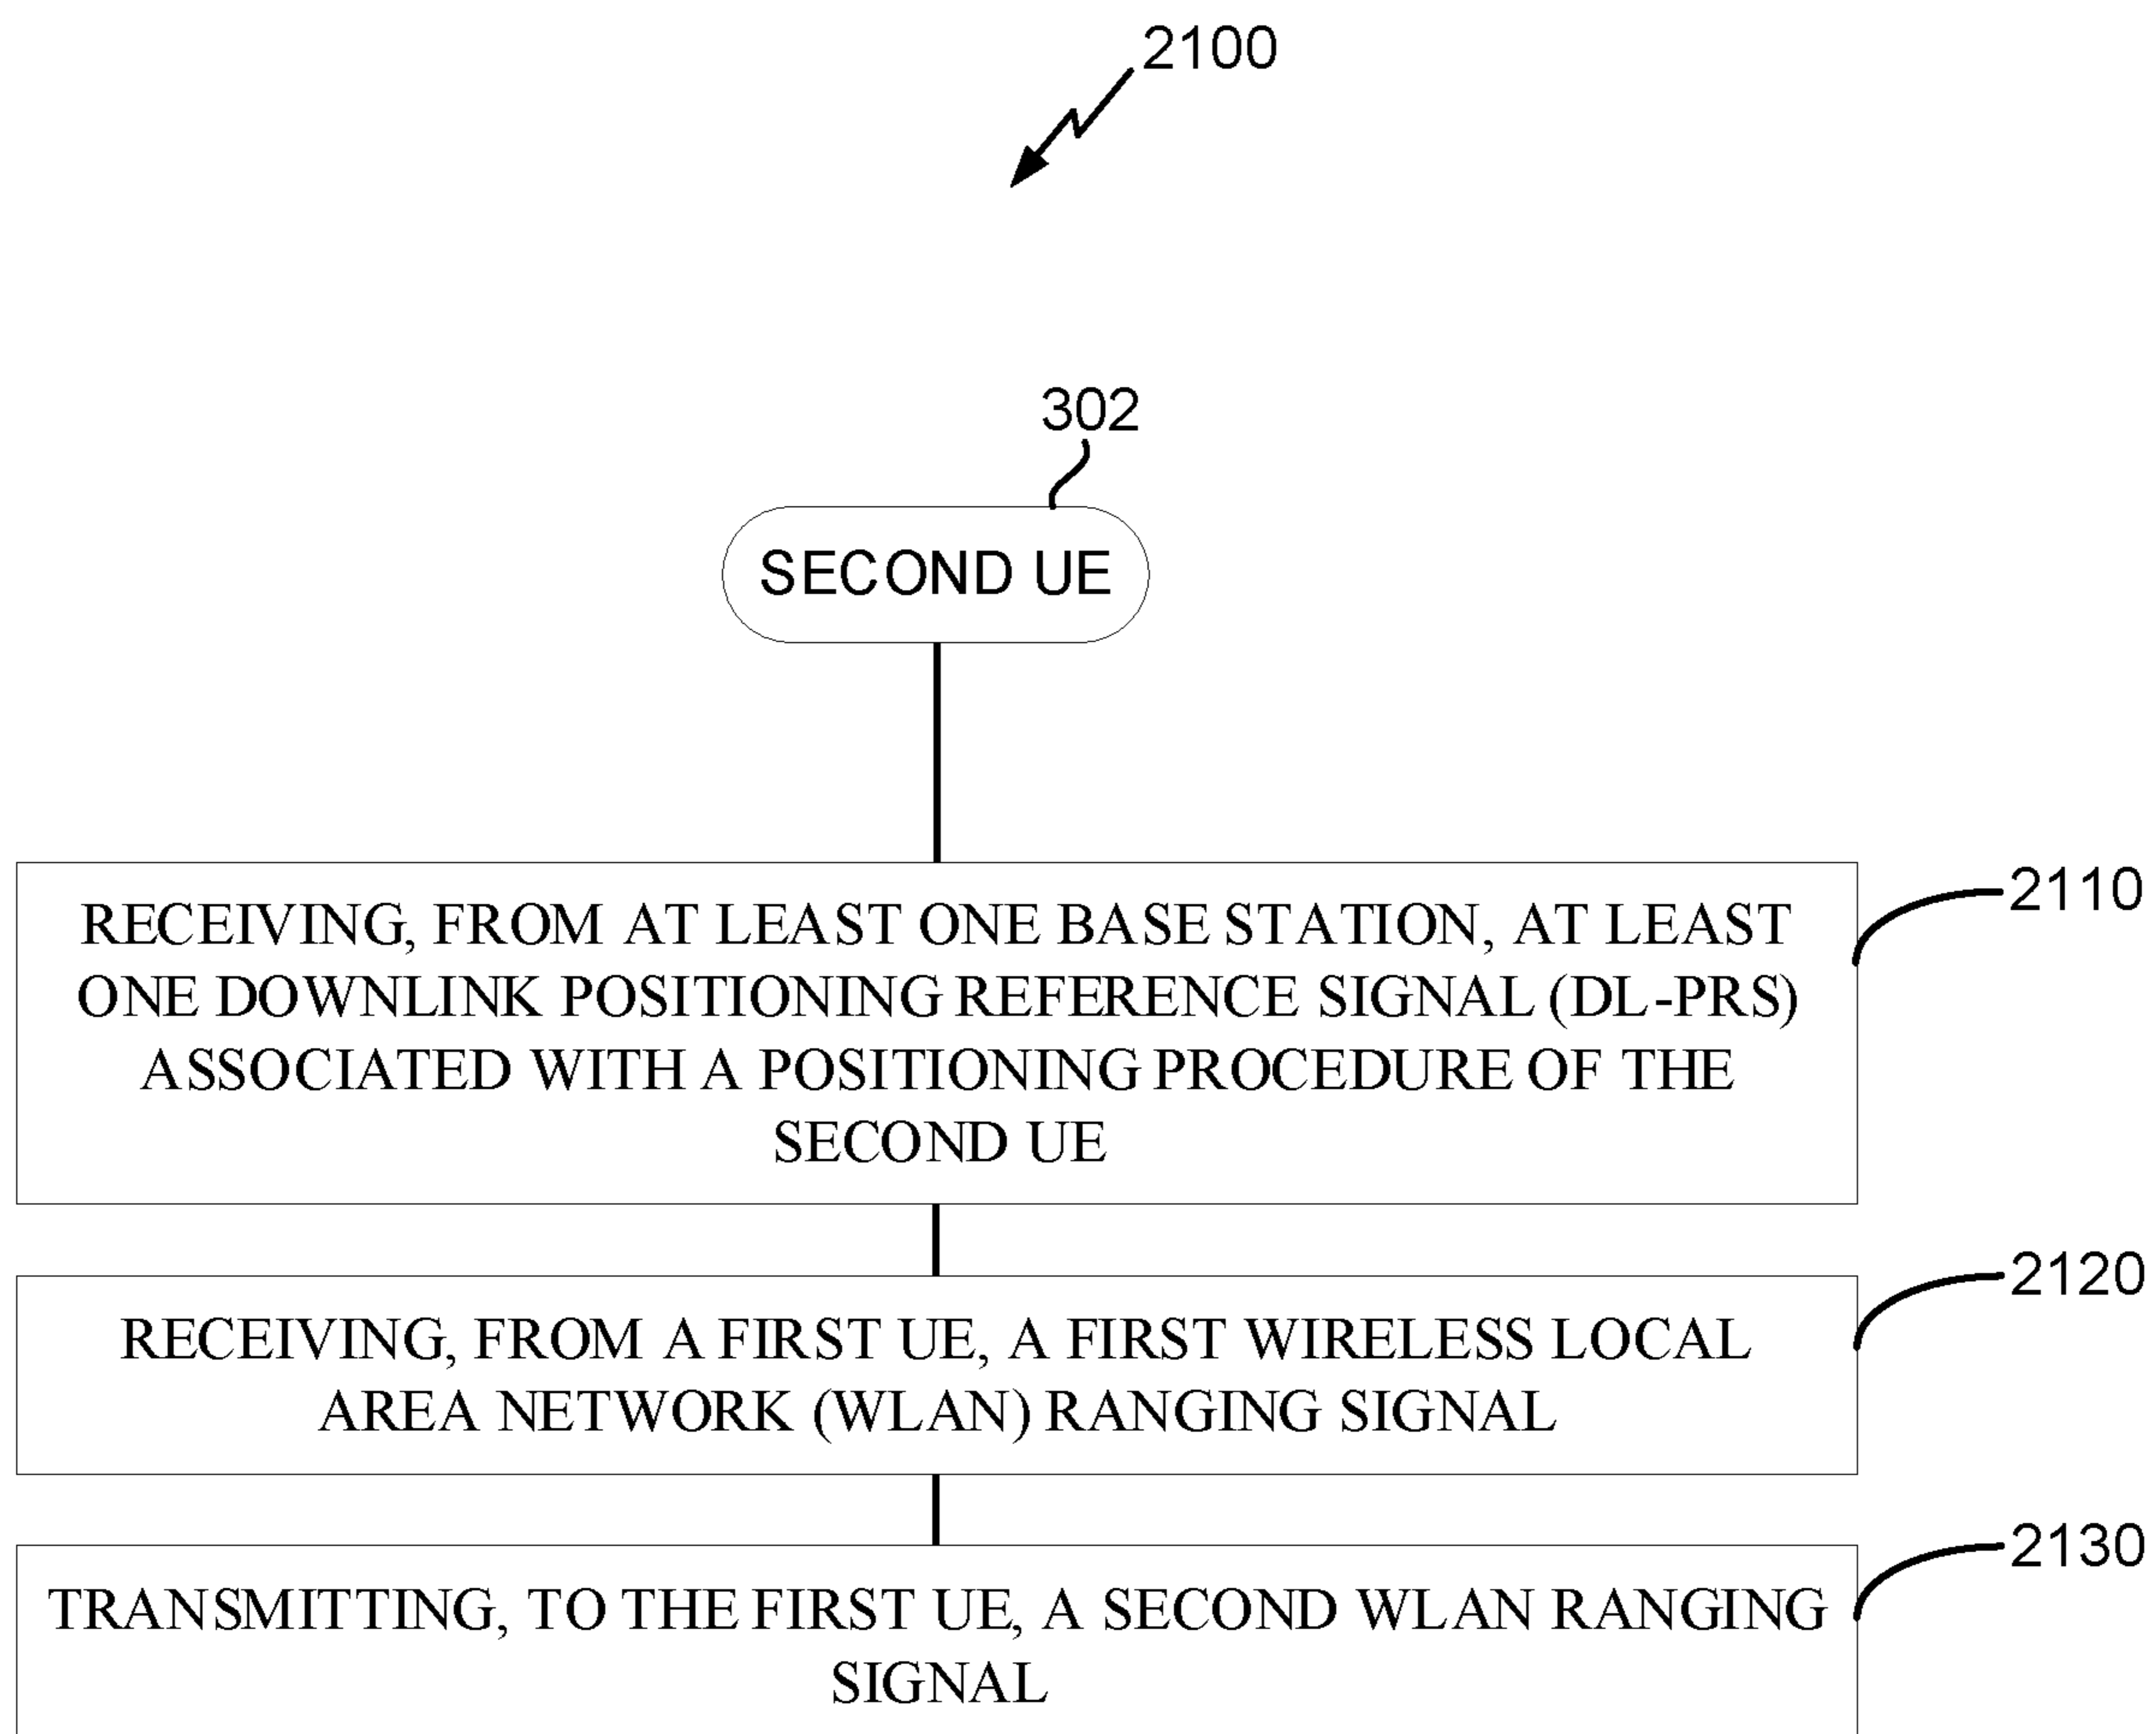 2100
302
SECOND UE
2110
RECEIVING, FROM AT LEAST ONE BASE STATION, AT LEAST
ONE DOWNLINK POSITIONING REFERENCE SIGNAL (DL-PRS)
ASSOCIATED WITH A POSITIONING PROCEDURE OF THE
SECOND UE
2120
RECEIVING, FROM A FIRST UE, A FIRST WIRELESS LOCAL
AREA NETWORK (WLAN) RANGING SIGNAL
2130
TRANSMITTING, TO THE FIRST UE, A SECOND WLAN RANGING
SIGNAL